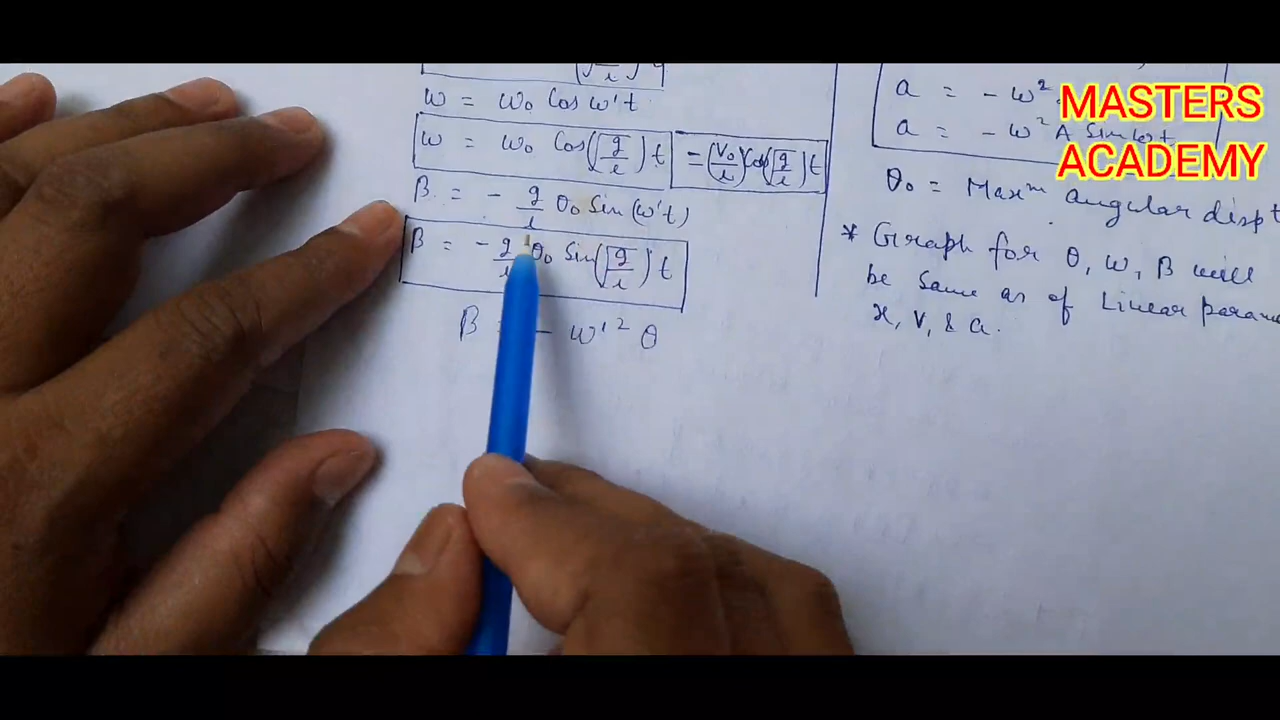 ω = ω₀ Cos ω't
ω = ω₀ Cos(√g/l) t = (V₀/l) Cos(√g/l) t
β = - g/l θ₀ Sin (ω't)
β = - g/l θ₀ Sin(√g/l) t
β = - ω'² θ
a = - ω²
a = - ω² A Sin ωt
θ₀ = Maxᵐ angular dispᵗ
* Graph for θ, ω, β will
be same as of Linear
x, v, & a.
MASTERS
ACADEMY